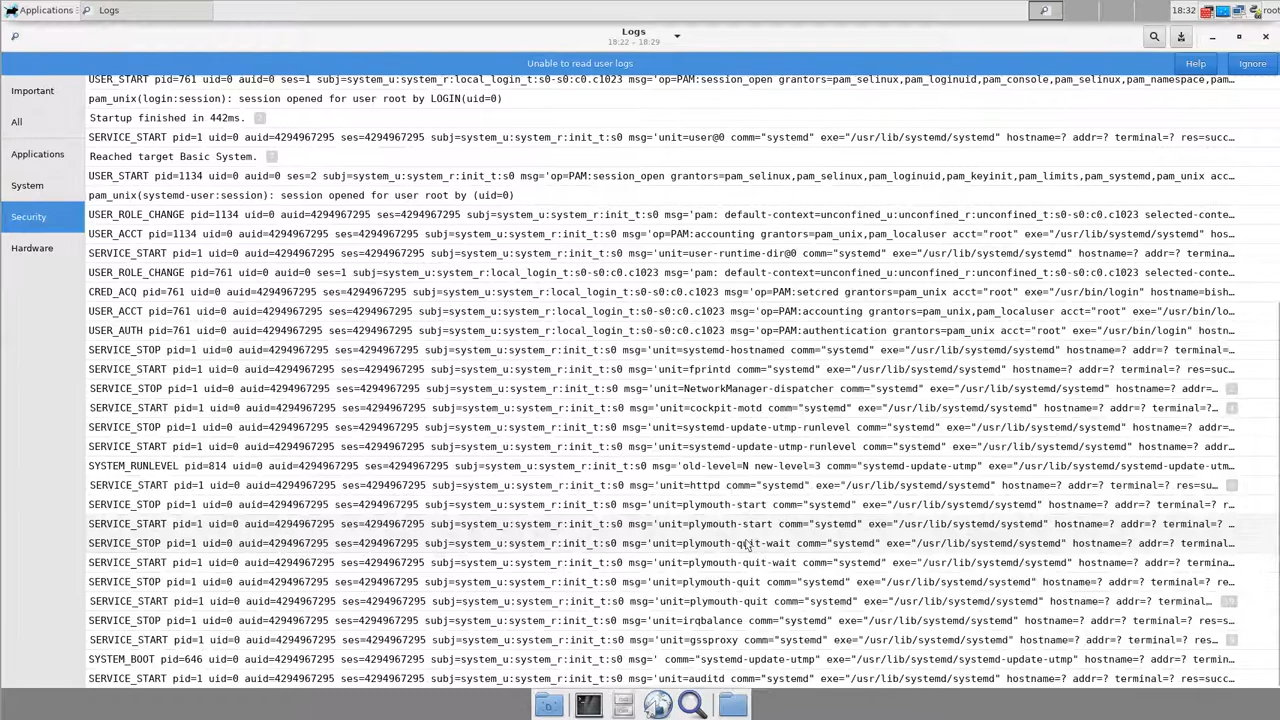 Applications
Logs
18:32
root
Logs
18:22 – 18:29
Unable to read user logs
Help
Ignore
Important
All
Applications
System
Security
Hardware
USER_START pid=761 uid=0 auid=0 ses=1 subj=system_u:system_r:local_login_t:s0-s0:c0.c1023 msg='op=PAM:session_open grantors=pam_selinux,pam_loginuid,pam_console,pam_selinux,pam_namespace,pam…
pam_unix(login:session): session opened for user root by LOGIN(uid=0)
Startup finished in 442ms.
SERVICE_START pid=1 uid=0 auid=4294967295 ses=4294967295 subj=system_u:system_r:init_t:s0 msg='unit=user@0 comm="systemd" exe="/usr/lib/systemd/systemd" hostname=? addr=? terminal=? res=succ…
Reached target Basic System.
USER_START pid=1134 uid=0 auid=0 ses=2 subj=system_u:system_r:init_t:s0 msg='op=PAM:session_open grantors=pam_selinux,pam_selinux,pam_loginuid,pam_keyinit,pam_limits,pam_systemd,pam_unix acc…
pam_unix(systemd-user:session): session opened for user root by (uid=0)
USER_ROLE_CHANGE pid=1134 uid=0 auid=4294967295 ses=4294967295 subj=system_u:system_r:init_t:s0 msg='pam: default-context=unconfined_u:unconfined_r:unconfined_t:s0-s0:c0.c1023 selected-conte…
USER_ACCT pid=1134 uid=0 auid=4294967295 ses=4294967295 subj=system_u:system_r:init_t:s0 msg='op=PAM:accounting grantors=pam_unix,pam_localuser acct="root" exe="/usr/lib/systemd/systemd" hos…
SERVICE_START pid=1 uid=0 auid=4294967295 ses=4294967295 subj=system_u:system_r:init_t:s0 msg='unit=user-runtime-dir@0 comm="systemd" exe="/usr/lib/systemd/systemd" hostname=? addr=? termina…
USER_ROLE_CHANGE pid=761 uid=0 auid=0 ses=1 subj=system_u:system_r:local_login_t:s0-s0:c0.c1023 msg='pam: default-context=unconfined_u:unconfined_r:unconfined_t:s0-s0:c0.c1023 selected-conte…
CRED_ACQ pid=761 uid=0 auid=4294967295 ses=4294967295 subj=system_u:system_r:local_login_t:s0-s0:c0.c1023 msg='op=PAM:setcred grantors=pam_unix acct="root" exe="/usr/bin/login" hostname=bish…
USER_ACCT pid=761 uid=0 auid=4294967295 ses=4294967295 subj=system_u:system_r:local_login_t:s0-s0:c0.c1023 msg='op=PAM:accounting grantors=pam_unix,pam_localuser acct="root" exe="/usr/bin/lo…
USER_AUTH pid=761 uid=0 auid=4294967295 ses=4294967295 subj=system_u:system_r:local_login_t:s0-s0:c0.c1023 msg='op=PAM:authentication grantors=pam_unix acct="root" exe="/usr/bin/login" hostn…
SERVICE_STOP pid=1 uid=0 auid=4294967295 ses=4294967295 subj=system_u:system_r:init_t:s0 msg='unit=systemd-hostnamed comm="systemd" exe="/usr/lib/systemd/systemd" hostname=? addr=? terminal=…
SERVICE_START pid=1 uid=0 auid=4294967295 ses=4294967295 subj=system_u:system_r:init_t:s0 msg='unit=fprintd comm="systemd" exe="/usr/lib/systemd/systemd" hostname=? addr=? terminal=? res=suc…
SERVICE_STOP pid=1 uid=0 auid=4294967295 ses=4294967295 subj=system_u:system_r:init_t:s0 msg='unit=NetworkManager-dispatcher comm="systemd" exe="/usr/lib/systemd/systemd" hostname=? addr=…
SERVICE_START pid=1 uid=0 auid=4294967295 ses=4294967295 subj=system_u:system_r:init_t:s0 msg='unit=cockpit-motd comm="systemd" exe="/usr/lib/systemd/systemd" hostname=? addr=? terminal=?…
SERVICE_STOP pid=1 uid=0 auid=4294967295 ses=4294967295 subj=system_u:system_r:init_t:s0 msg='unit=systemd-update-utmp-runlevel comm="systemd" exe="/usr/lib/systemd/systemd" hostname=? addr…
SERVICE_START pid=1 uid=0 auid=4294967295 ses=4294967295 subj=system_u:system_r:init_t:s0 msg='unit=systemd-update-utmp-runlevel comm="systemd" exe="/usr/lib/systemd/systemd" hostname=? addr…
SYSTEM_RUNLEVEL pid=814 uid=0 auid=4294967295 ses=4294967295 subj=system_u:system_r:init_t:s0 msg='old-level=N new-level=3 comm="systemd-update-utmp" exe="/usr/lib/systemd/systemd-update-utm…
SERVICE_START pid=1 uid=0 auid=4294967295 ses=4294967295 subj=system_u:system_r:init_t:s0 msg='unit=httpd comm="systemd" exe="/usr/lib/systemd/systemd" hostname=? addr=? terminal=? res=su…
SERVICE_STOP pid=1 uid=0 auid=4294967295 ses=4294967295 subj=system_u:system_r:init_t:s0 msg='unit=plymouth-start comm="systemd" exe="/usr/lib/systemd/systemd" hostname=? addr=? terminal=? r…
SERVICE_START pid=1 uid=0 auid=4294967295 ses=4294967295 subj=system_u:system_r:init_t:s0 msg='unit=plymouth-start comm="systemd" exe="/usr/lib/systemd/systemd" hostname=? addr=? terminal=? …
SERVICE_STOP pid=1 uid=0 auid=4294967295 ses=4294967295 subj=system_u:system_r:init_t:s0 msg='unit=plymouth-quit-wait comm="systemd" exe="/usr/lib/systemd/systemd" hostname=? addr=? terminal…
SERVICE_START pid=1 uid=0 auid=4294967295 ses=4294967295 subj=system_u:system_r:init_t:s0 msg='unit=plymouth-quit-wait comm="systemd" exe="/usr/lib/systemd/systemd" hostname=? addr=? termina…
SERVICE_STOP pid=1 uid=0 auid=4294967295 ses=4294967295 subj=system_u:system_r:init_t:s0 msg='unit=plymouth-quit comm="systemd" exe="/usr/lib/systemd/systemd" hostname=? addr=? terminal=? re…
SERVICE_START pid=1 uid=0 auid=4294967295 ses=4294967295 subj=system_u:system_r:init_t:s0 msg='unit=plymouth-quit comm="systemd" exe="/usr/lib/systemd/systemd" hostname=? addr=? terminal…
SERVICE_STOP pid=1 uid=0 auid=4294967295 ses=4294967295 subj=system_u:system_r:init_t:s0 msg='unit=irqbalance comm="systemd" exe="/usr/lib/systemd/systemd" hostname=? addr=? terminal=? res=s…
SERVICE_START pid=1 uid=0 auid=4294967295 ses=4294967295 subj=system_u:system_r:init_t:s0 msg='unit=gssproxy comm="systemd" exe="/usr/lib/systemd/systemd" hostname=? addr=? terminal=? res…
SYSTEM_BOOT pid=646 uid=0 auid=4294967295 ses=4294967295 subj=system_u:system_r:init_t:s0 msg=' comm="systemd-update-utmp" exe="/usr/lib/systemd/systemd-update-utmp" hostname=? addr=? termin…
SERVICE_START pid=1 uid=0 auid=4294967295 ses=4294967295 subj=system_u:system_r:init_t:s0 msg='unit=auditd comm="systemd" exe="/usr/lib/systemd/systemd" hostname=? addr=? terminal=? res=succ…